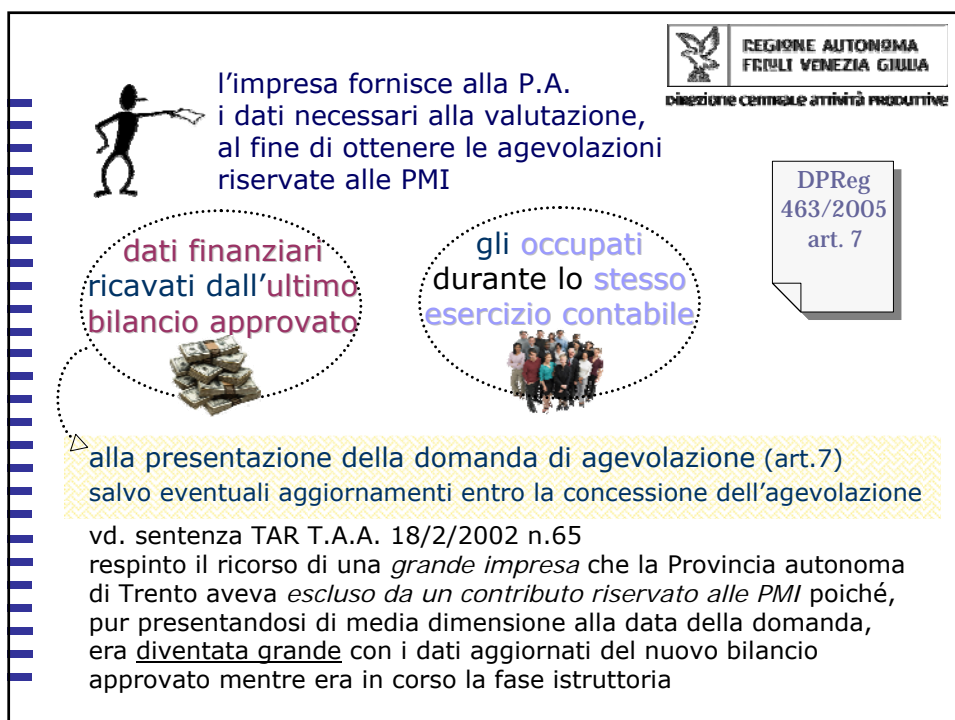 REGIONE AUTONOMA
FRIULI VENEZIA GIULIA
Direzione centrale attività produttive
l'impresa fornisce alla P.A.
i dati necessari alla valutazione,
al fine di ottenere le agevolazioni
riservate alle PMI
DPReg
463/2005
art. 7
dati finanziari
ricavati dall'ultimo
bilancio approvato
gli occupati
durante lo stesso
esercizio contabile
alla presentazione della domanda di agevolazione (art.7)
salvo eventuali aggiornamenti entro la concessione dell'agevolazione
vd. sentenza TAR T.A.A. 18/2/2002 n.65
respinto il ricorso di una grande impresa che la Provincia autonoma
di Trento aveva escluso da un contributo riservato alle PMI poiché,
pur presentandosi di media dimensione alla data della domanda,
era diventata grande con i dati aggiornati del nuovo bilancio
approvato mentre era in corso la fase istruttoria